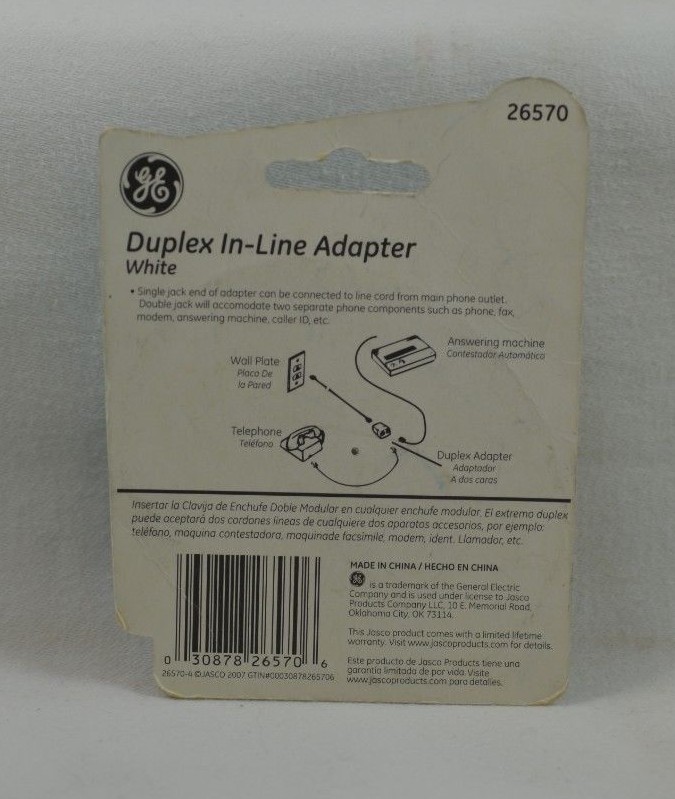 26570
GE
Duplex In-Line Adapter
White
• Single jack end of adapter can be connected to line cord from main phone outlet.
Double jack will accomodate two separate phone components such as phone, fax,
modem, answering machine, caller ID, etc.
Answering machine
Contestador Automático
Wall Plate
Placa De
la Pared
Telephone
Teléfono
Duplex Adapter
Adaptador
A dos caras
Insertar la Clavija de Enchufe Doble Modular en cualquier enchufe modular. El extremo duplex
puede aceptará dos cordones lineas de cualquiere dos aparatos accesorios, por ejemplo:
teléfono, maquina contestadora, maquinade facsímile, modem, ident. Llamador, etc.
MADE IN CHINA / HECHO EN CHINA
GE is a trademark of the General Electric
Company and is used under license to Jasco
Products Company LLC, 10 E. Memorial Road,
Oklahoma City, OK 73114.
This Jasco product comes with a limited lifetime
warranty. Visit www.jascoproducts.com for details.
Este producto de Jasco Products tiene una
garantía limitada de por vida. Visite
www.jascoproducts.com para detalles.
0 30878 26570 6
26570-4 © JASCO 2007 GTIN#00030878265706